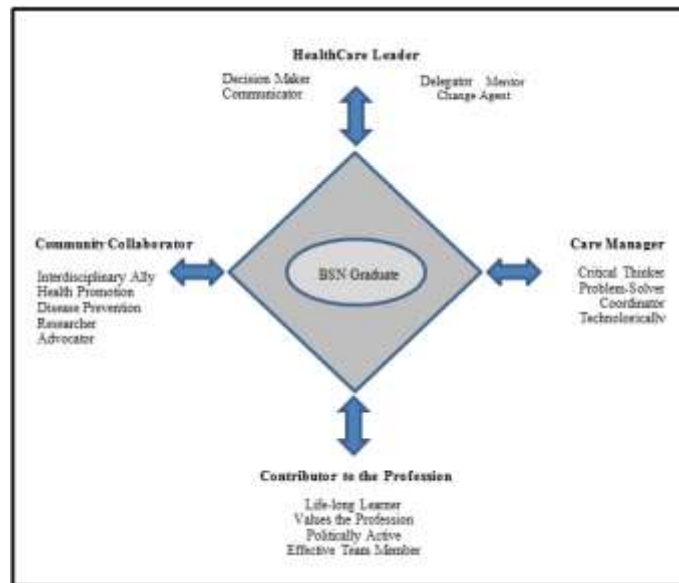 HealthCare Leader
Decision Maker
Communicator
Delegator Mentor
Change Agent
Community Collaborator
Interdisciplinary Ally
Health Promotion
Disease Prevention
Researcher
Advocator
BSN Graduate
Care Manager
Critical Thinker
Problem-Solver
Coordinator
Technologically
Contributor to the Profession
Life-long Learner
Values the Profession
Politically Active
Effective Team Member